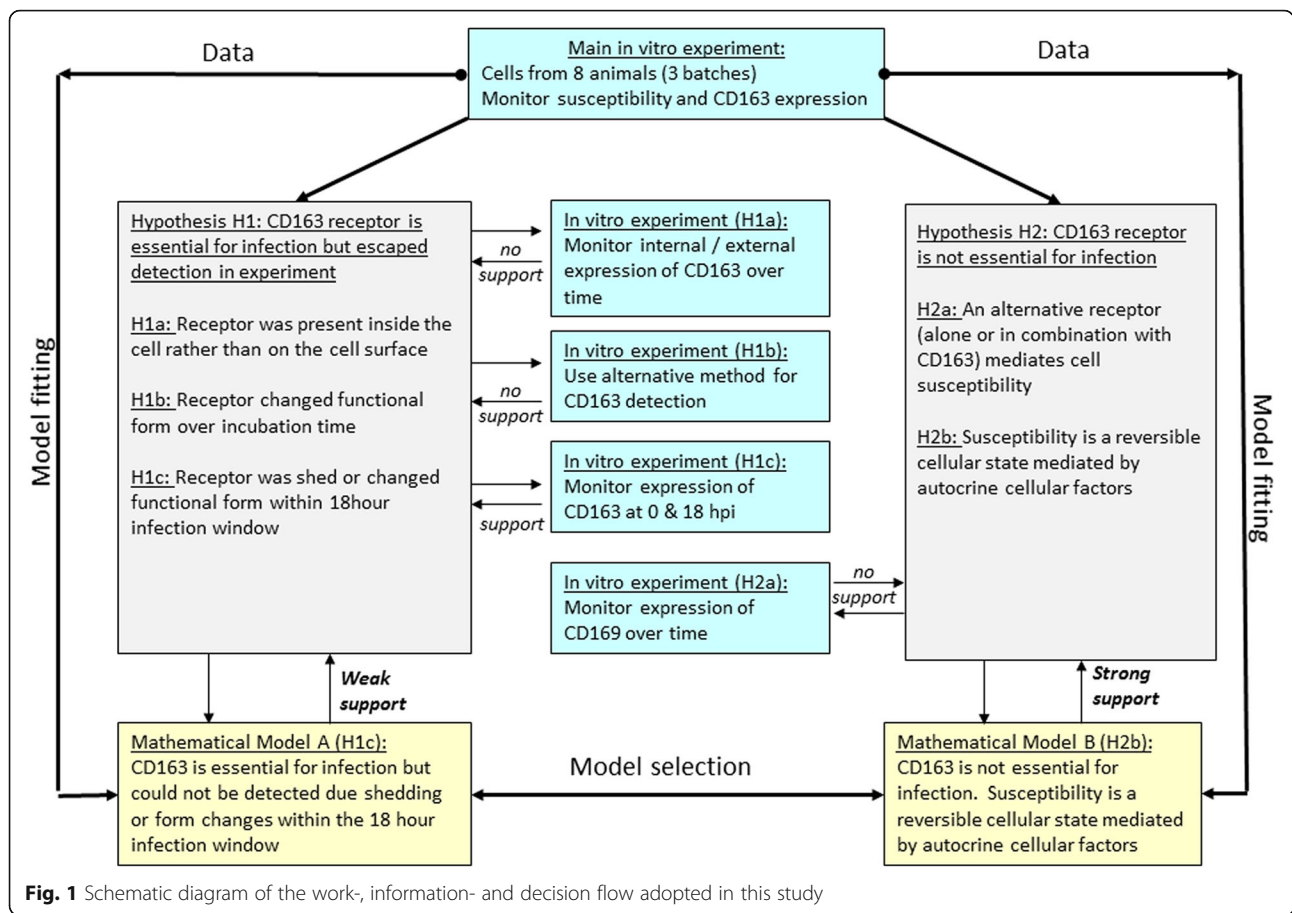 Data
Main in vitro experiment:
Cells from 8 animals (3 batches)
Monitor susceptibility and CD163 expression
Data
Hypothesis H1: CD163 receptor is
essential for infection but escaped
detection in experiment
H1a: Receptor was present inside the
cell rather than on the cell surface
H1b: Receptor changed functional
form over incubation time
H1c: Receptor was shed or changed
functional form within 18hour
infection window
no
support
In vitro experiment (H1a):
Monitor internal / external
expression of CD163 over
time
no
support
In vitro experiment (H1b):
Use alternative method for
CD163 detection
support
In vitro experiment (H1c):
Monitor expression of
CD163 at 0 & 18 hpi
In vitro experiment (H2a):
Monitor expression of
CD169 over time
no
support
Hypothesis H2: CD163 receptor
is not essential for infection
H2a: An alternative receptor
(alone or in combination with
CD163) mediates cell
susceptibility
H2b: Susceptibility is a reversible
cellular state mediated by
autocrine cellular factors
Model fitting
Model fitting
Weak
support
Strong
support
Mathematical Model A (H1c):
CD163 is essential for infection but
could not be detected due shedding
or form changes within the 18 hour
infection window
Model selection
Mathematical Model B (H2b):
CD163 is not essential for
infection. Susceptibility is a
reversible cellular state mediated
by autocrine cellular factors
Fig. 1 Schematic diagram of the work-, information- and decision flow adopted in this study